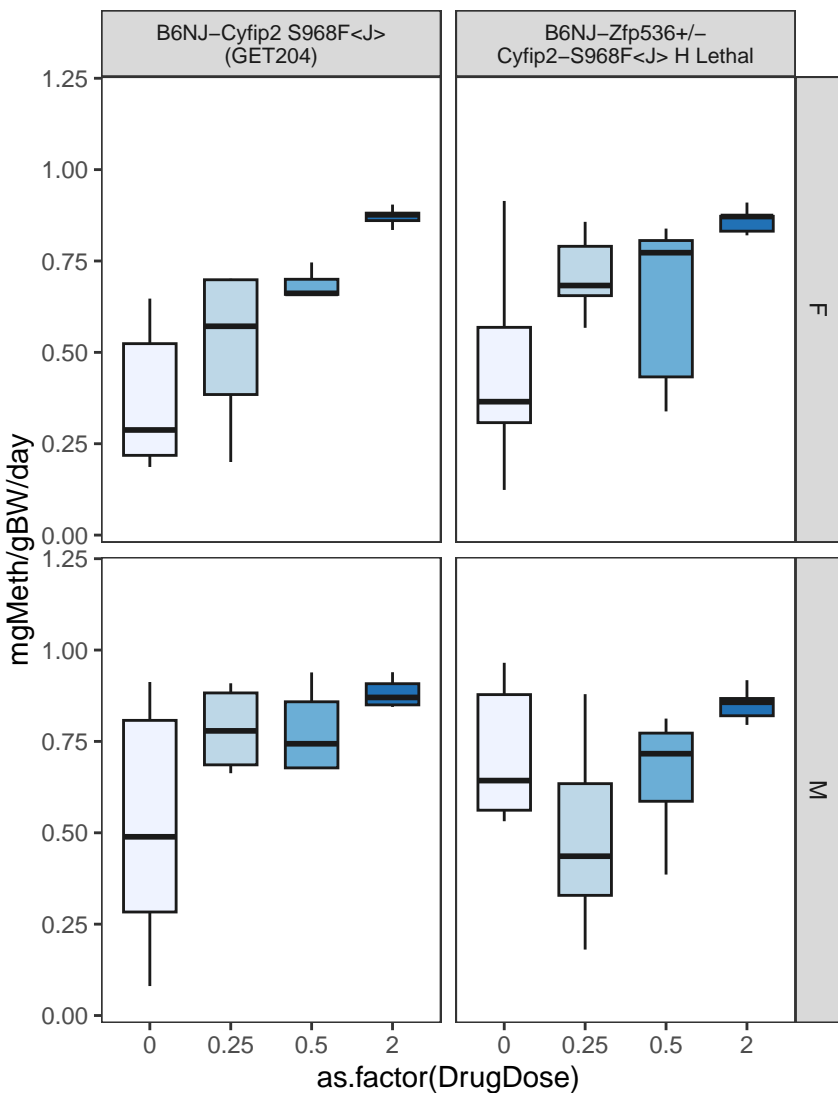 B6NJ−Cyfip2 S968F<J>
(GET204)
B6NJ−Zfp536+/−
Cyfip2−S968F<J> H Lethal
1.25
1.00
0.75
0.50
0.25
0.00
F
mgMeth/gBW/day
1.25
1.00
0.75
0.50
0.25
0.00
M
0 0.25 0.5 2
0 0.25 0.5 2
as.factor(DrugDose)